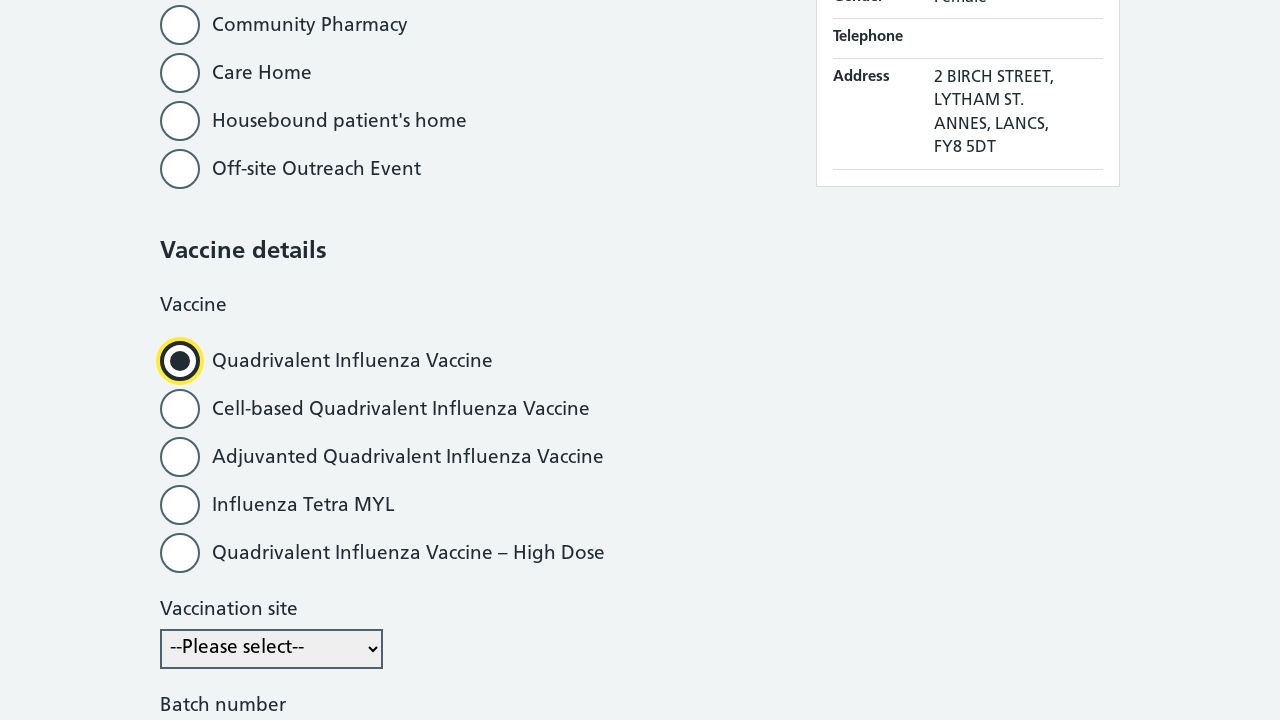 Community Pharmacy
Care Home
Housebound patient's home
Off-site Outreach Event
Vaccine details
Vaccine
Quadrivalent Influenza Vaccine
Cell-based Quadrivalent Influenza Vaccine
Adjuvanted Quadrivalent Influenza Vaccine
Influenza Tetra MYL
Quadrivalent Influenza Vaccine – High Dose
Vaccination site
--Please select--
Batch number
Gender Female
Telephone
Address 2 BIRCH STREET,
LYTHAM ST.
ANNES, LANCS,
FY8 5DT